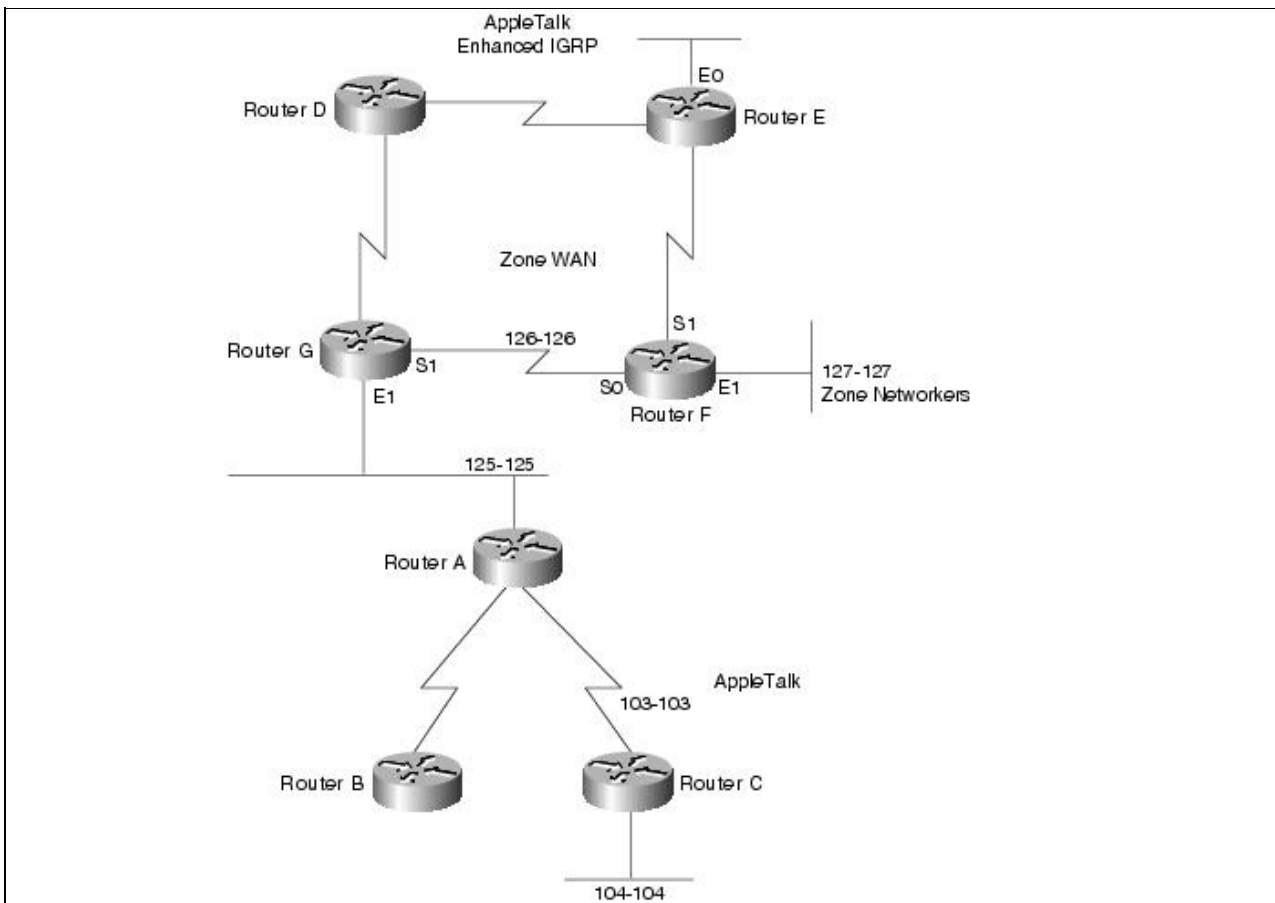 AppleTalk
Enhanced IGRP
E0
Router D
Router E
Zone WAN
S1
Router G
126-126
S1
127-127
S0
E1
Zone Networkers
E1
Router F
125-125
Router A
AppleTalk
103-103
Router B
Router C
104-104